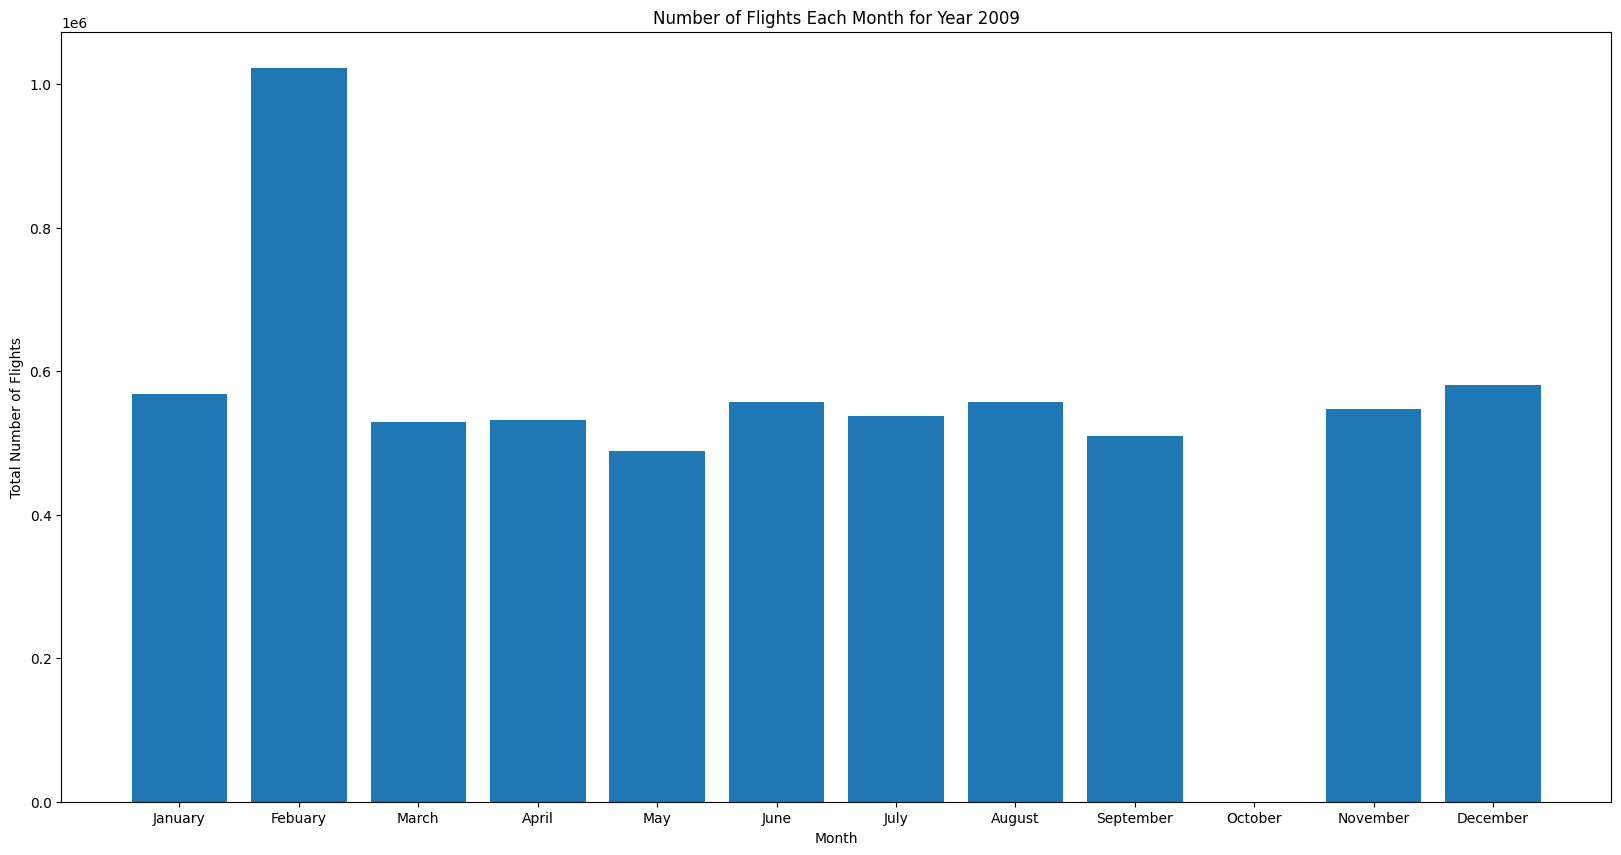 Number of Flights Each Month for Year 2009
1e6
1.0
0.8
0.6
0.4
0.2
0.0
Total Number of Flights
January Febuary March April May June July August September October November December
Month